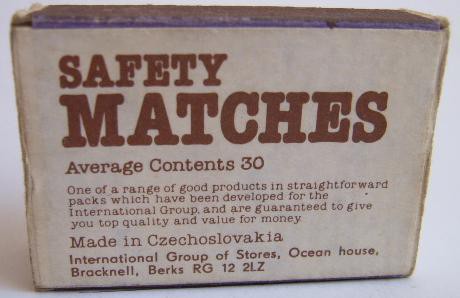 SAFETY
MATCHES
Average Contents 30
One of a range of good products in straightforward
packs which have been developed for the
International Group, and are guaranteed to give
you top quality and value for money.
Made in Czechoslovakia
International Group of Stores, Ocean house,
Bracknell, Berks RG 12 2LZ